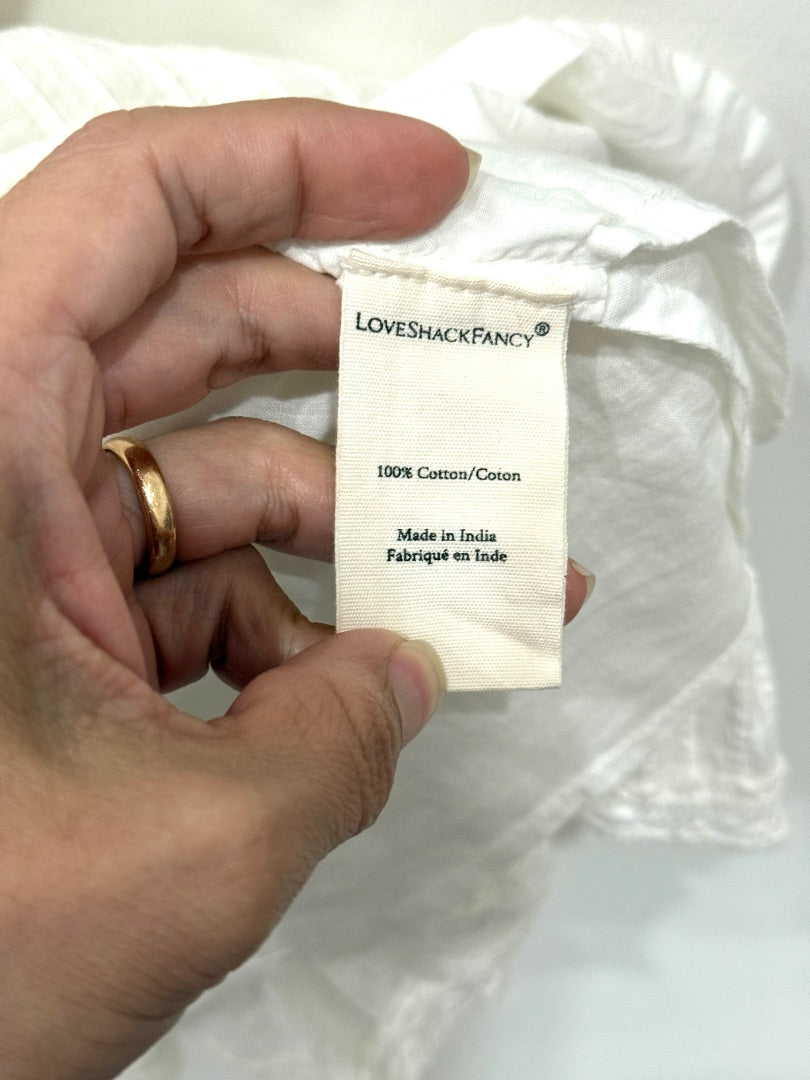 LOVESHACKFANCY®
100% Cotton/Coton
Made in India
Fabriqué en Inde